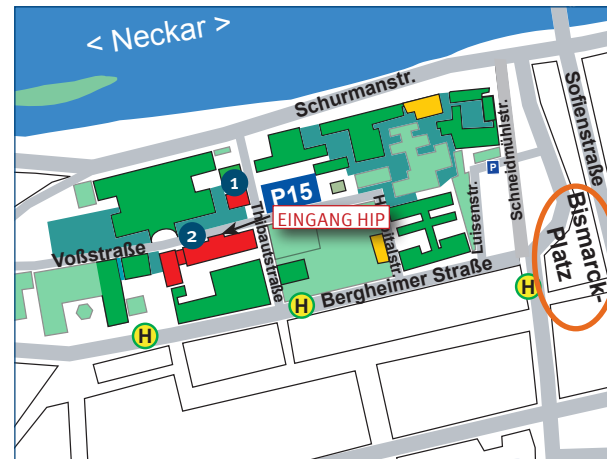 < Neckar >
Schurmanstr.
Sofienstraße
Schneidmühlstr.
1
P15
P
EINGANG HIP
2
Voßstraße
Thibautstraße
Luisenstr.
Bismarck-
Platz
Bergheimer Straße
H
H
H